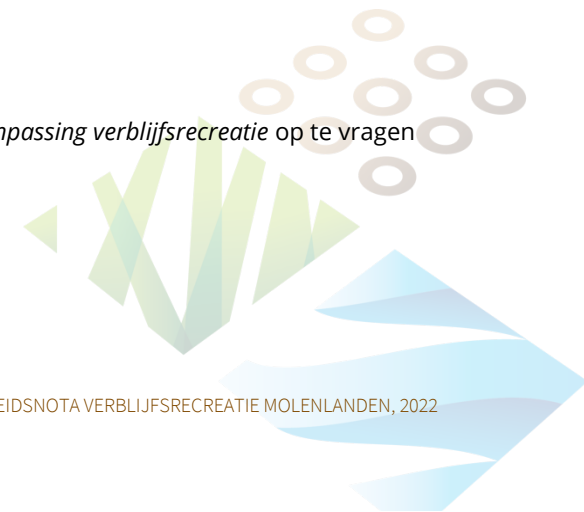 npassing verblijfsrecreatie op te vragen
EIDSNOTA VERBLIJFSRECREATIE MOLENLANDEN, 2022